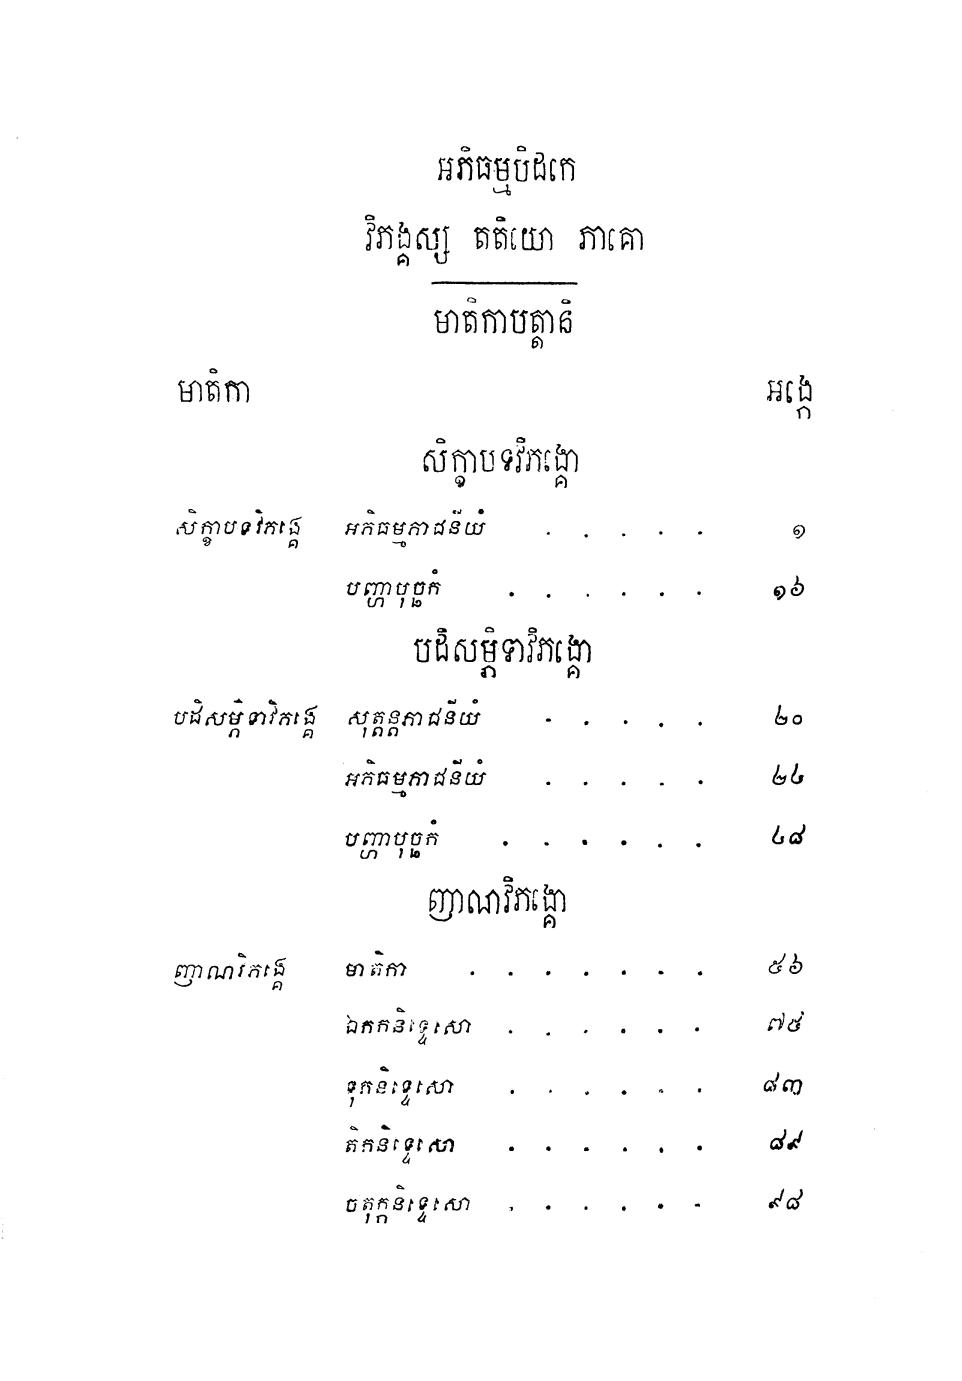 អភិធម្មបិដកេ
វិភង្គស្ស តតិយោ ភាគោ
មាតិកាបត្តានិ
មាតិកា អង្កេ
សិក្ខាបទវិភង្គោ
សិក្ខាបទវិភង្គេ អភិធម្មភាជនីយំ . . . . . ១
បញ្ហាបុច្ឆកំ . . . . . . ១៦
បដិសម្ភិទាវិភង្គោ
បដិសម្ភិទាវិភង្គេ សុត្តន្តភាជនីយំ . . . . . ២០
អភិធម្មភាជនីយំ . . . . . ២៤
បញ្ហាបុច្ឆកំ . . . . . . ៤៨
ញាណវិភង្គោ
ញាណវិភង្គេ មាតិកា . . . . . . . ៥៦
ឯកកនិទ្ទេសោ . . . . . . ៧៥
ទុកនិទ្ទេសោ . . . . . . ៨៣
តិកនិទ្ទេសោ . . . . . . ៨៩
ចតុក្កនិទ្ទេសោ . . . . . . ៩៨